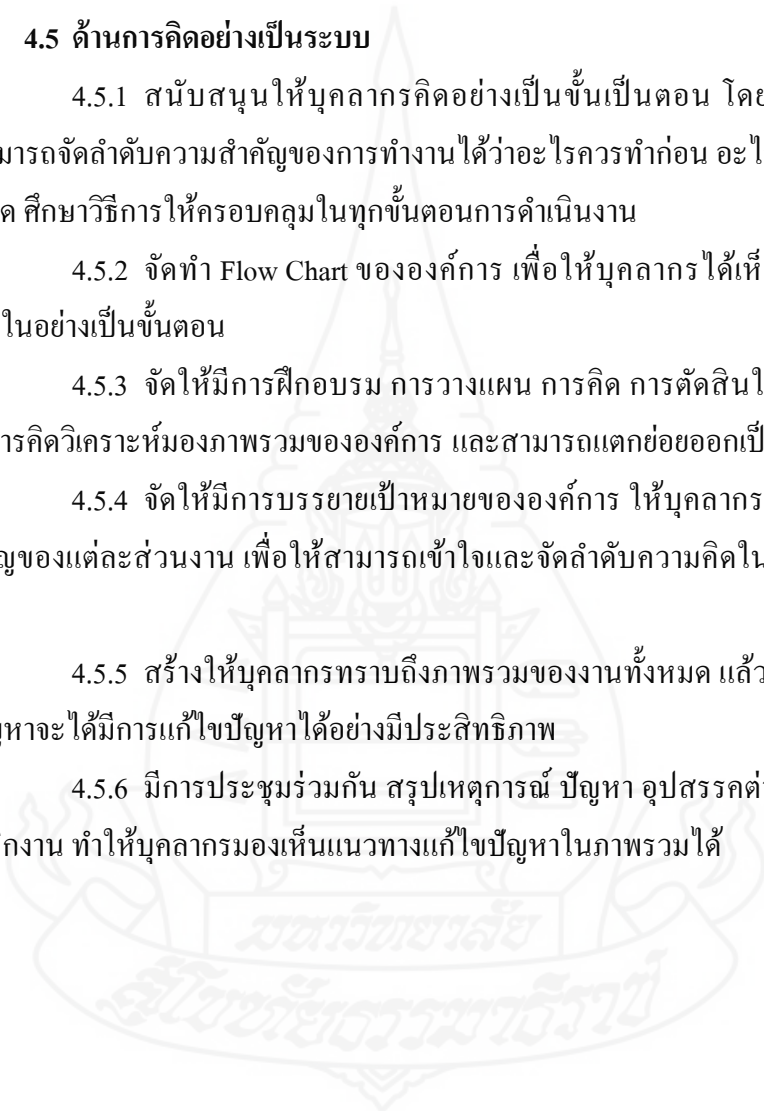 4.5 ด้านการคิดอย่างเป็นระบบ
4.5.1 สนับสนุนให้บุคลากรคิดอย่างเป็นขั้นเป็นตอน โดย
มารถจัดลำดับความสำคัญของการทำงานได้ว่าอะไรควรทำก่อน อะไ
ด ศึกษาวิธีการให้ครอบคลุมในทุกขั้นตอนการดำเนินงาน
4.5.2 จัดทำ Flow Chart ขององค์การ เพื่อให้บุคลากรได้เห็
ในอย่างเป็นขั้นตอน
4.5.3 จัดให้มีการฝึกอบรม การวางแผน การคิด การตัดสินใ
ารคิดวิเคราะห์มองภาพรวมขององค์การ และสามารถแตกย่อยออกเป็
4.5.4 จัดให้มีการบรรยายเป้าหมายขององค์การ ให้บุคลากร
ญของแต่ละส่วนงาน เพื่อให้สามารถเข้าใจและจัดลำดับความคิดใน
4.5.5 สร้างให้บุคลากรทราบถึงภาพรวมของงานทั้งหมด แล้ว
ญหาจะได้มีการแก้ไขปัญหาได้อย่างมีประสิทธิภาพ
4.5.6 มีการประชุมร่วมกัน สรุปเหตุการณ์ ปัญหา อุปสรรคต่
ักงาน ทำให้บุคลากรมองเห็นแนวทางแก้ไขปัญหาในภาพรวมได้
มหาวิทยาลัย
สุโขทัยธรรมาธิราช